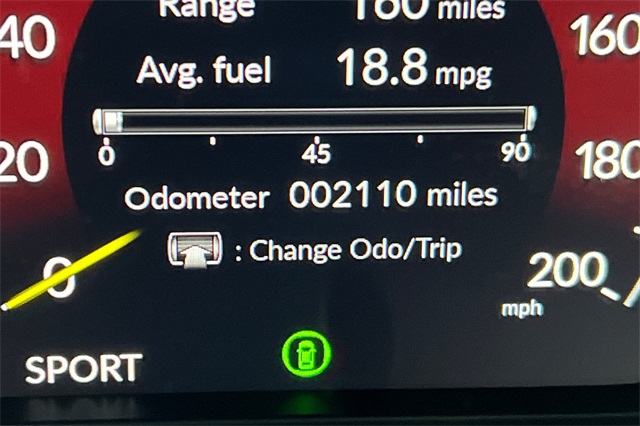 Range 160 miles
40 160
Avg. fuel 18.8 mpg
0 45 90
20 180
Odometer 002110 miles
: Change Odo/Trip
0 200
mph
SPORT